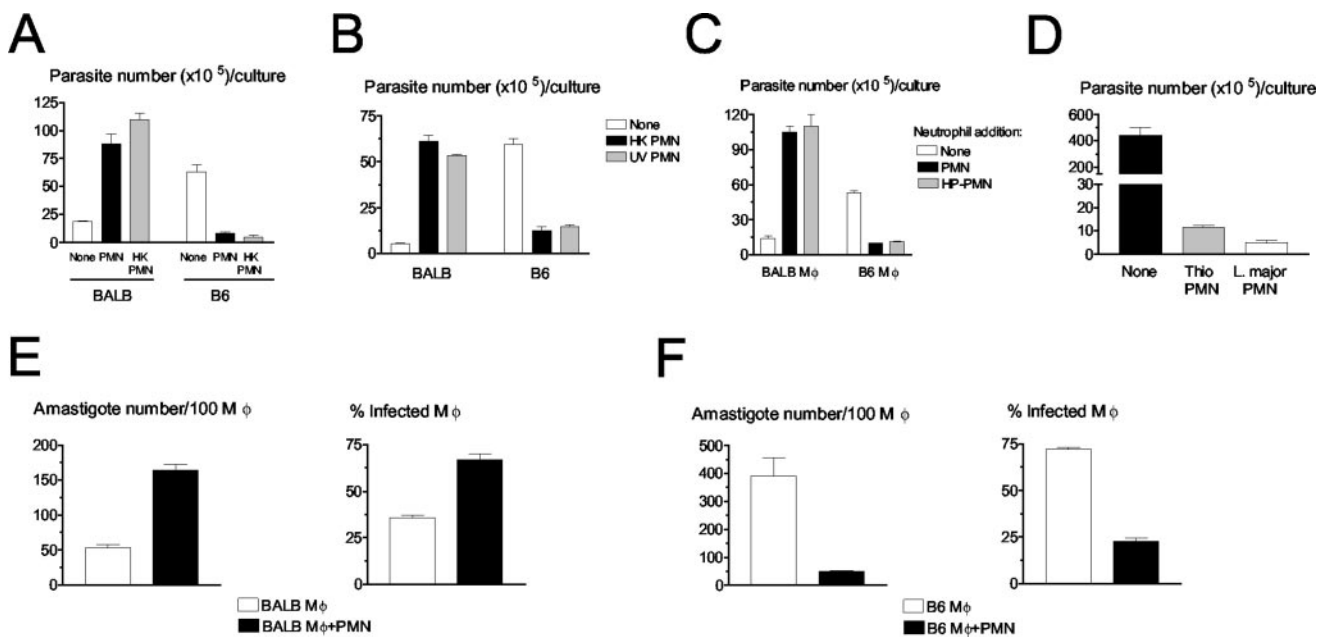 A
Parasite number (x10 5)/culture
125
100
75
50
25
0
None PMN HK PMN
None PMN HK PMN
BALB
B6
B
Parasite number (x10 5)/culture
75
50
25
0
BALB
B6
None
HK PMN
UV PMN
C
Parasite number (x10 5)/culture
120
90
60
30
0
BALB Mϕ
B6 Mϕ
Neutrophil addition:
None
PMN
HP-PMN
D
Parasite number (x10 5)/culture
600
400
200
30
20
10
0
None
Thio PMN
L. major PMN
E
Amastigote number/100 M ϕ
200
150
100
50
0
% Infected M ϕ
75
50
25
0
BALB Mϕ
BALB Mϕ+PMN
F
Amastigote number/100 M ϕ
500
400
300
200
100
0
% Infected M ϕ
75
50
25
0
B6 Mϕ
B6 Mϕ+PMN